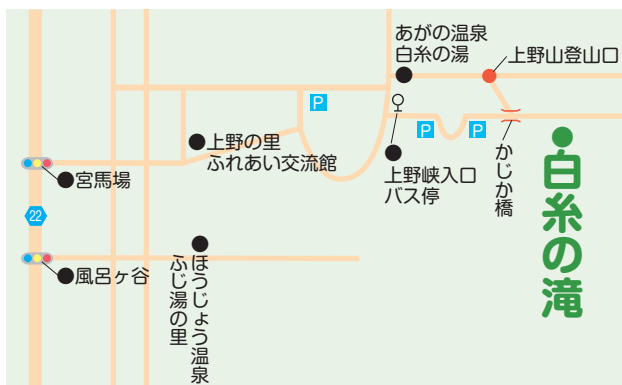 あがの温泉
白糸の湯
上野山登山口
P
上野の里
ふれあい交流館
P
P
上野峡入口
バス停
かじか橋
白糸の滝
宮馬場
22
風呂ヶ谷
ほうじょう温泉
ふじ湯の里